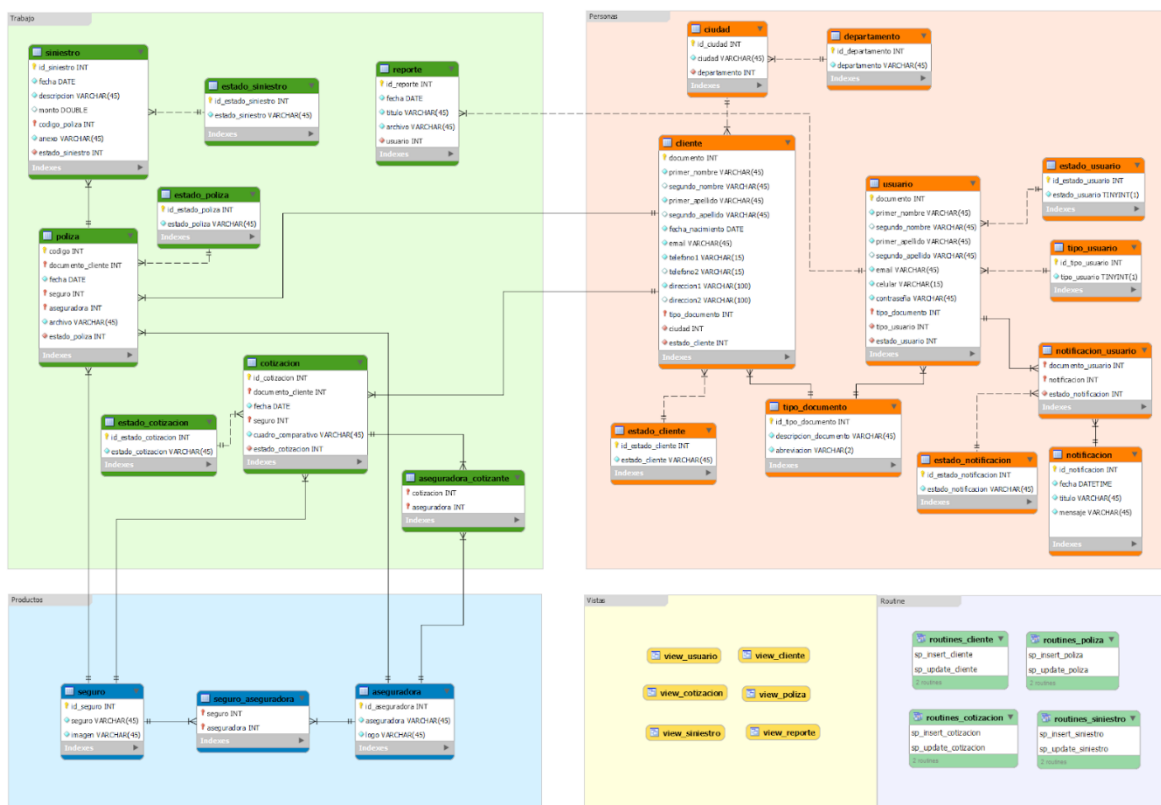 Trabajo
siniestro
id_siniestro INT
fecha DATE
descripcion VARCHAR(45)
monto DOUBLE
codigo_poliza INT
anexo VARCHAR(45)
estado_siniestro INT
Indexes
estado_siniestro
id_estado_siniestro INT
estado_siniestro VARCHAR(45)
Indexes
reporte
id_reporte INT
fecha DATE
titulo VARCHAR(45)
archivo VARCHAR(45)
usuario INT
Indexes
estado_poliza
id_estado_poliza INT
estado_poliza VARCHAR(45)
Indexes
poliza
codigo INT
documento_cliente INT
fecha DATE
seguro INT
aseguradora INT
archivo VARCHAR(45)
estado_poliza INT
Indexes
cotizacion
id_cotizacion INT
documento_cliente INT
fecha DATE
seguro INT
cuadro_comparativo VARCHAR(45)
estado_cotizacion INT
Indexes
estado_cotizacion
id_estado_cotizacion INT
estado_cotizacion VARCHAR(45)
Indexes
aseguradora_cotizante
cotizacion INT
aseguradora INT
Indexes
Personas
ciudad
id_ciudad INT
ciudad VARCHAR(45)
departamento INT
Indexes
departamento
id_departamento INT
departamento VARCHAR(45)
Indexes
cliente
documento INT
primer_nombre VARCHAR(45)
segundo_nombre VARCHAR(45)
primer_apellido VARCHAR(45)
segundo_apellido VARCHAR(45)
fecha_nacimiento DATE
email VARCHAR(45)
telefono1 VARCHAR(15)
telefono2 VARCHAR(15)
direccion1 VARCHAR(100)
direccion2 VARCHAR(100)
tipo_documento INT
ciudad INT
estado_cliente INT
Indexes
usuario
documento INT
primer_nombre VARCHAR(45)
segundo_nombre VARCHAR(45)
primer_apellido VARCHAR(45)
segundo_apellido VARCHAR(45)
email VARCHAR(45)
celular VARCHAR(15)
contraseña VARCHAR(45)
tipo_documento INT
tipo_usuario INT
estado_usuario INT
Indexes
estado_usuario
id_estado_usuario INT
estado_usuario TINYINT(1)
Indexes
tipo_usuario
id_tipo_usuario INT
tipo_usuario TINYINT(1)
Indexes
notificacion_usuario
documento_usuario INT
notificacion INT
estado_notificacion INT
Indexes
tipo_documento
id_tipo_documento INT
descripcion_documento VARCHAR(45)
abreviacion VARCHAR(2)
Indexes
estado_cliente
id_estado_cliente INT
estado_cliente VARCHAR(45)
Indexes
estado_notificacion
id_estado_notificacion INT
estado_notificacion VARCHAR(45)
Indexes
notificacion
id_notificacion INT
fecha DATETIME
titulo VARCHAR(45)
mensaje VARCHAR(45)
Indexes
Productos
seguro
id_seguro INT
seguro VARCHAR(45)
imagen VARCHAR(45)
Indexes
seguro_aseguradora
seguro INT
aseguradora INT
Indexes
aseguradora
id_aseguradora INT
aseguradora VARCHAR(45)
logo VARCHAR(45)
Indexes
Vistas
view_usuario
view_cliente
view_cotizacion
view_poliza
view_siniestro
view_reporte
Routine
routines_cliente
sp_insert_cliente
sp_update_cliente
2 routines
routines_poliza
sp_insert_poliza
sp_update_poliza
2 routines
routines_cotizacion
sp_insert_cotizacion
sp_update_cotizacion
2 routines
routines_siniestro
sp_insert_siniestro
sp_update_siniestro
2 routines